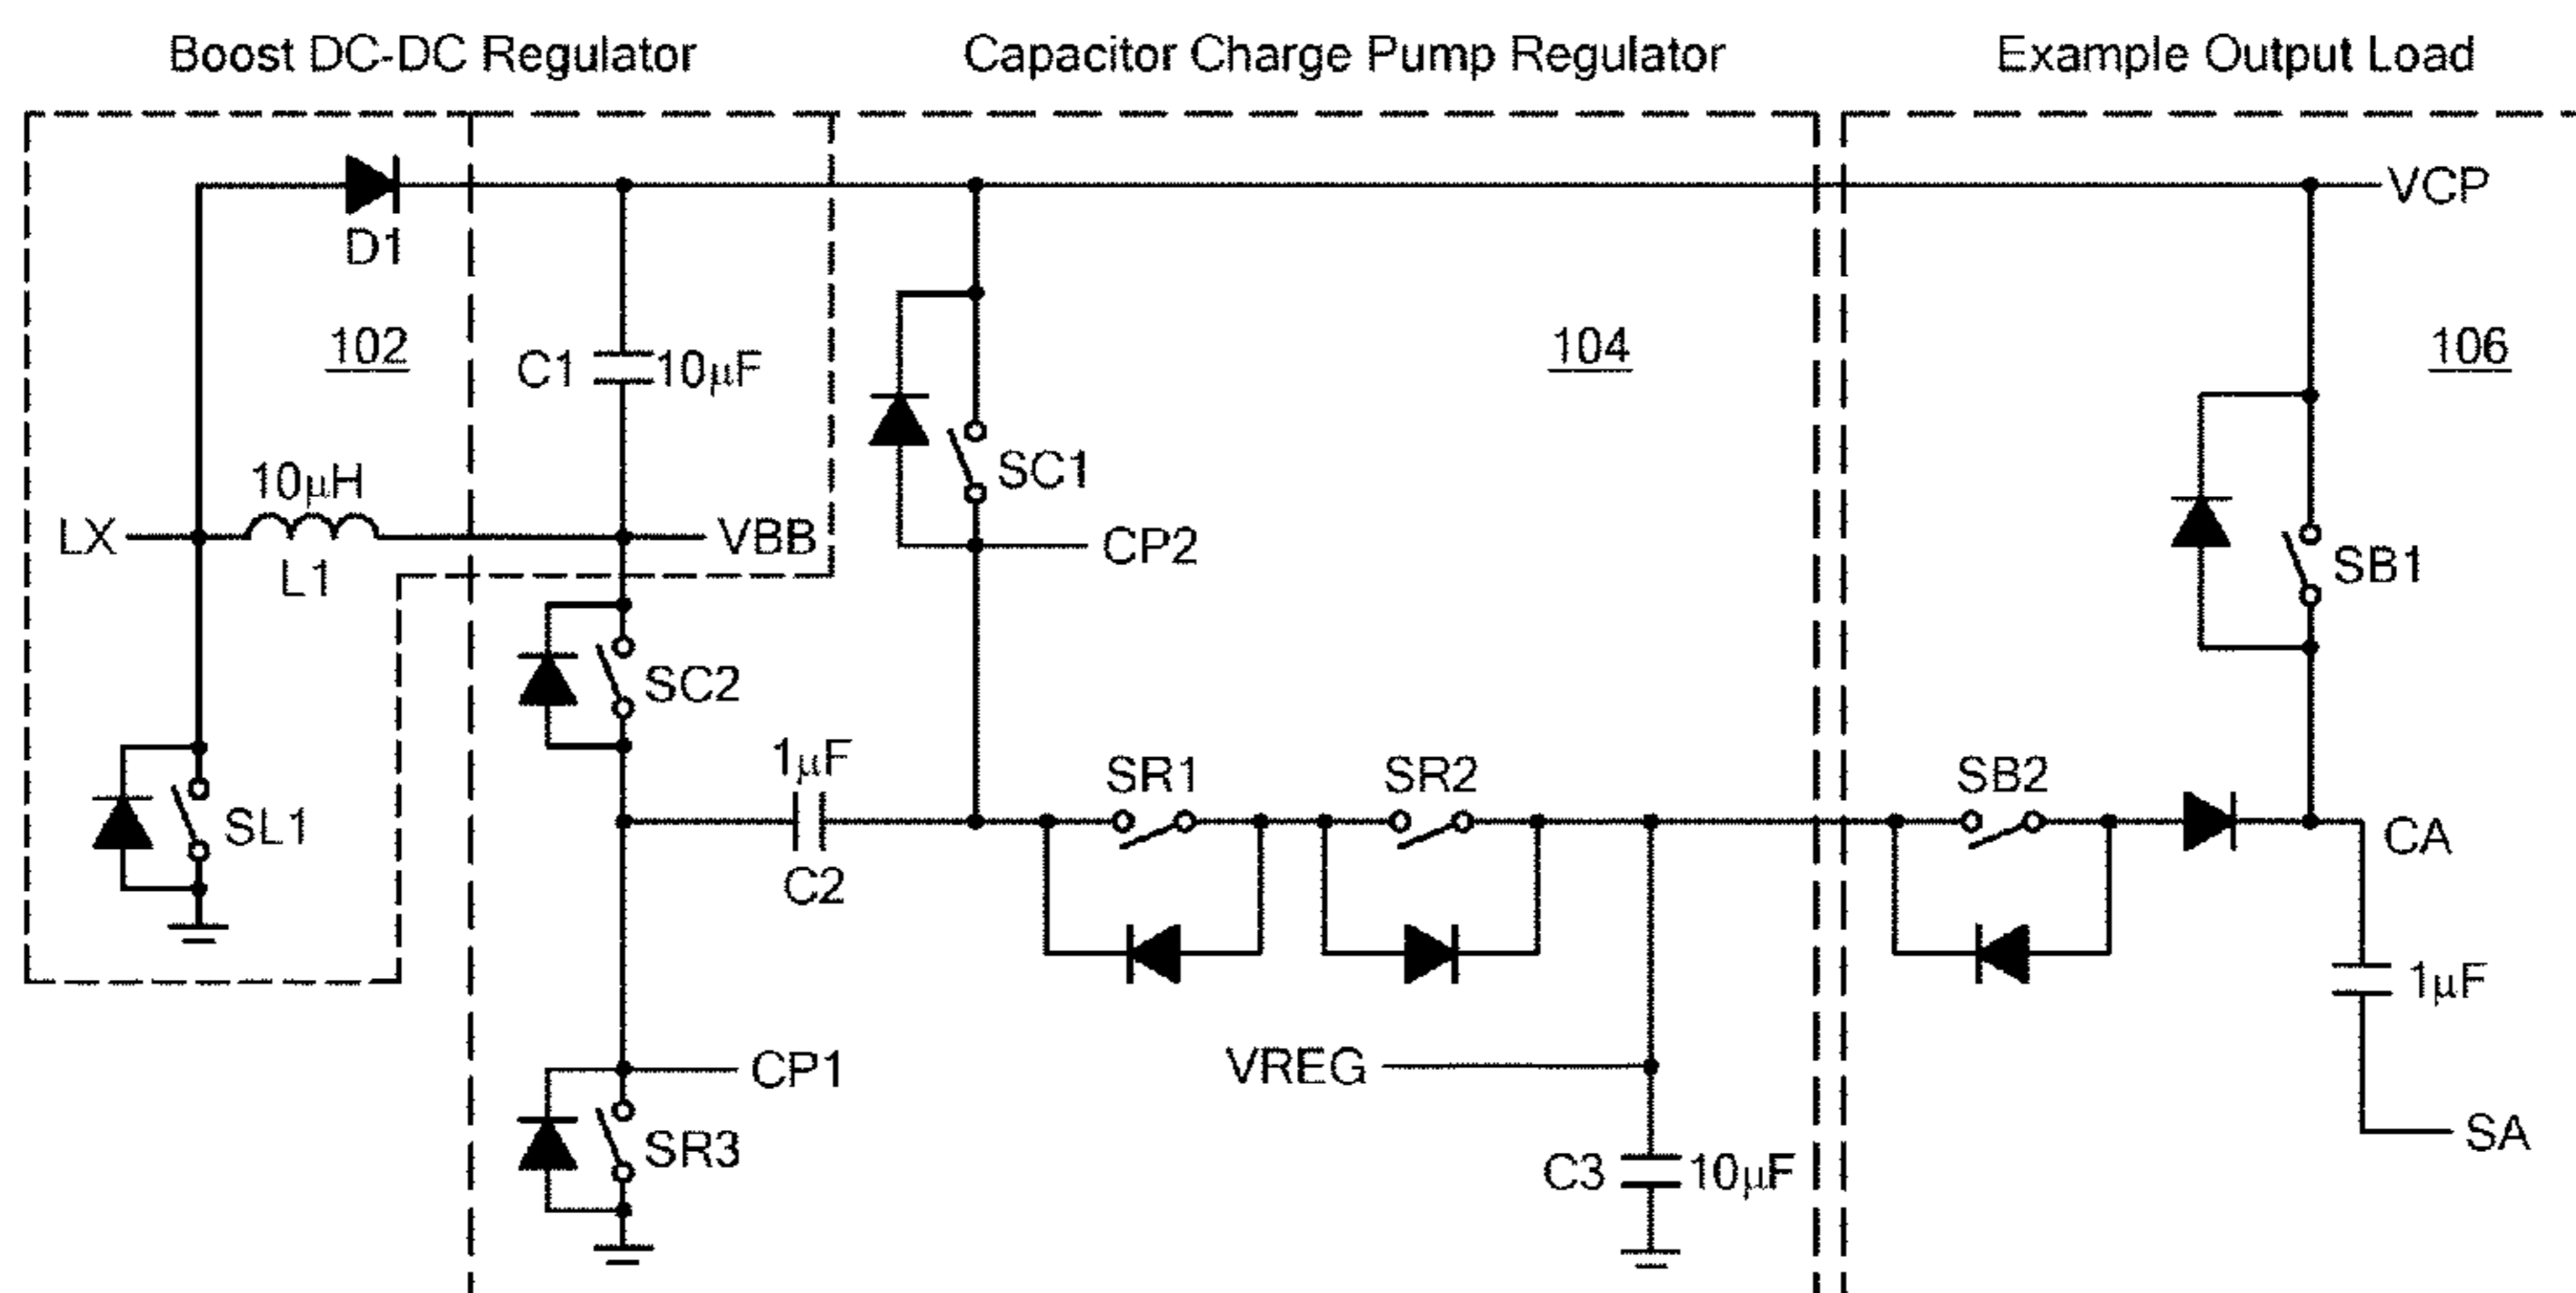 Boost DC-DC Regulator
Capacitor Charge Pump Regulator
Example Output Load
VCP
D1
102
104
106
C1
10μF
SC1
10μH
LX
L1
VBB
CP2
SB1
SC2
SL1
1μF
C2
SR1
SR2
SB2
CA
1μF
CP1
VREG
SR3
C3
10μF
SA